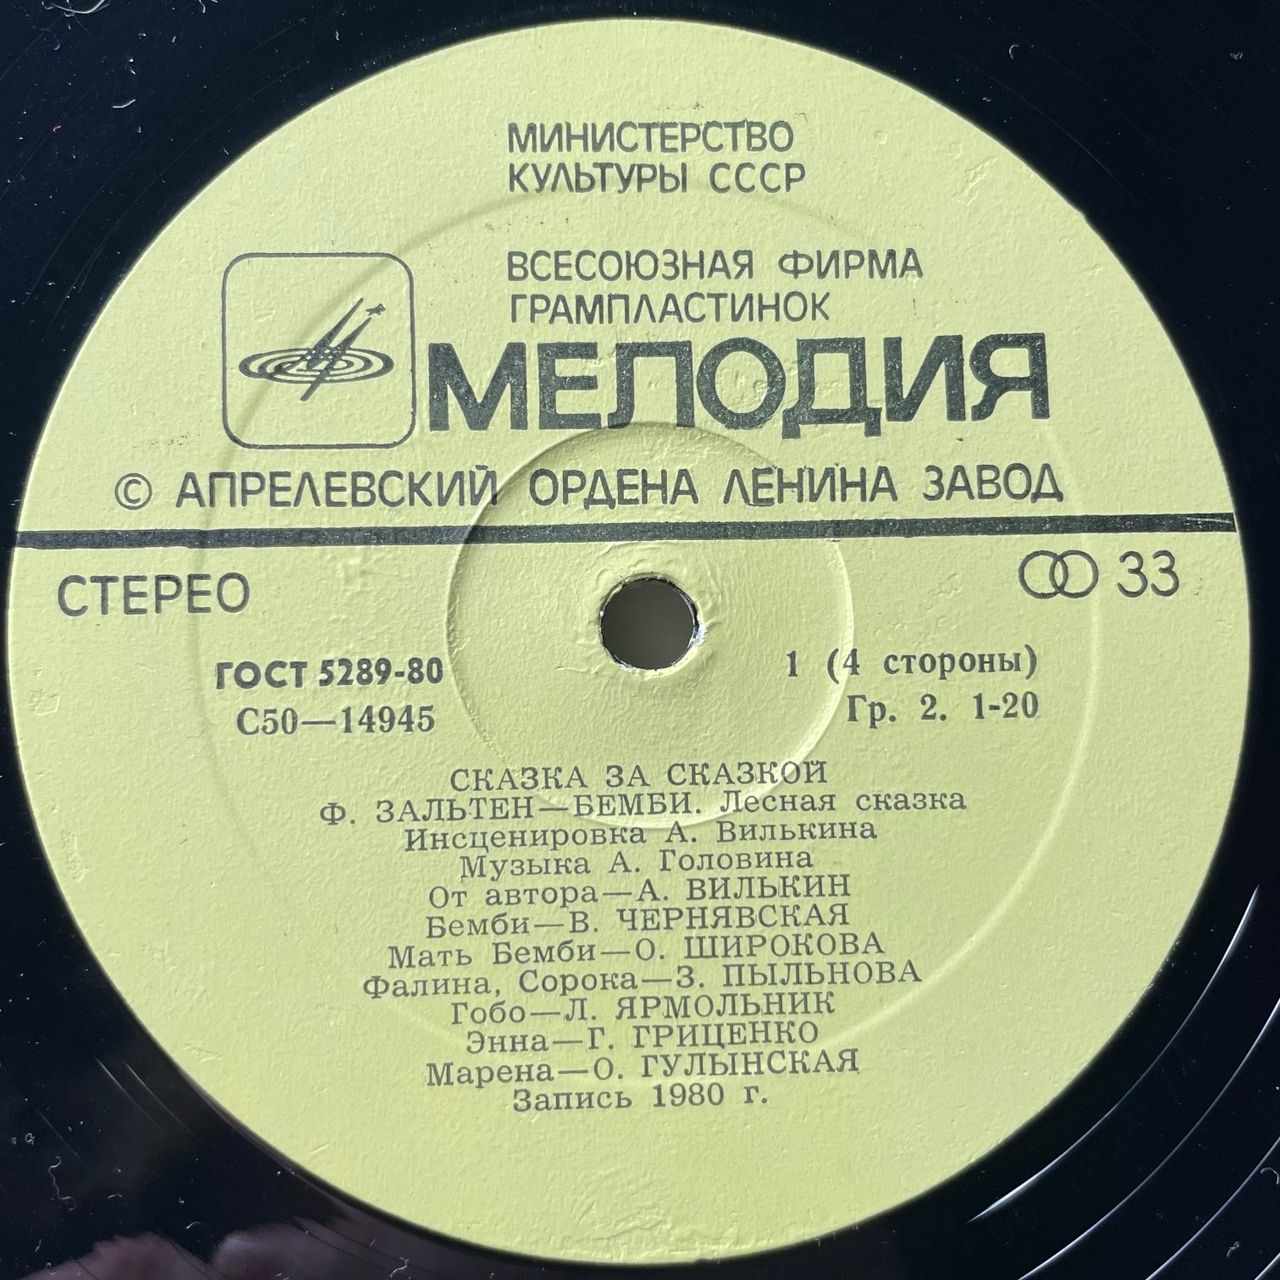 МИНИСТЕРСТВО
КУЛЬТУРЫ СССР
ВСЕСОЮЗНАЯ ФИРМА
ГРАМПЛАСТИНОК
МЕЛОДИЯ
© АПРЕЛЕВСКИЙ ОРДЕНА ЛЕНИНА ЗАВОД
СТЕРЕО
33
ГОСТ 5289-80
С50—14945
1 (4 стороны)
Гр. 2. 1-20
СКАЗКА ЗА СКАЗКОЙ
Ф. ЗАЛЬТЕН—БЕМБИ. Лесная сказка
Инсценировка А. Вилькина
Музыка А. Головина
От автора—А. ВИЛЬКИН
Бемби—В. ЧЕРНЯВСКАЯ
Мать Бемби—О. ШИРОКОВА
Фалина, Сорока—З. ПЫЛЬНОВА
Гобо—Л. ЯРМОЛЬНИК
Энна—Г. ГРИЦЕНКО
Марена—О. ГУЛЫНСКАЯ
Запись 1980 г.